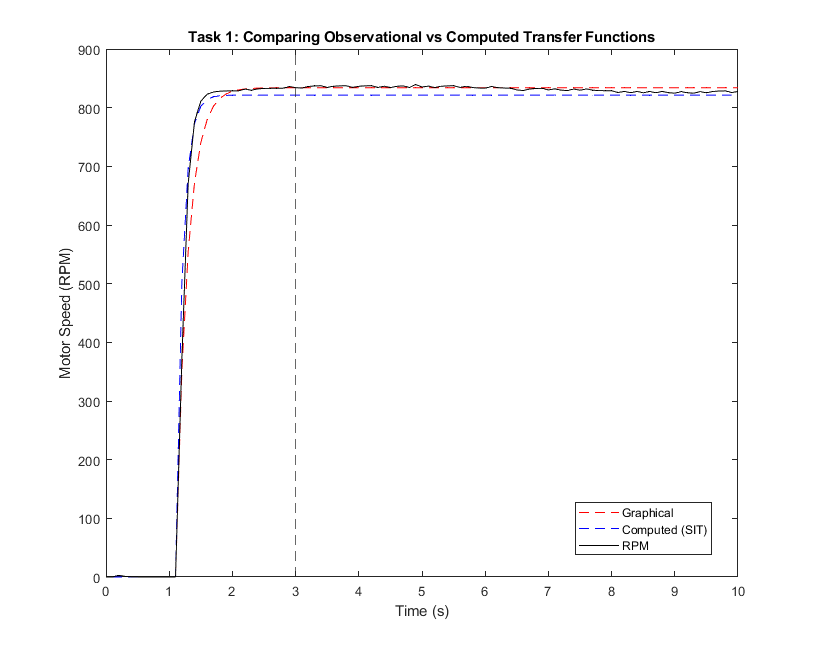 Task 1: Comparing Observational vs Computed Transfer Functions
900
800
700
600
500
400
300
200
100
0
Motor Speed (RPM)
Graphical
Computed (SIT)
RPM
0 1 2 3 4 5 6 7 8 9 10
Time (s)